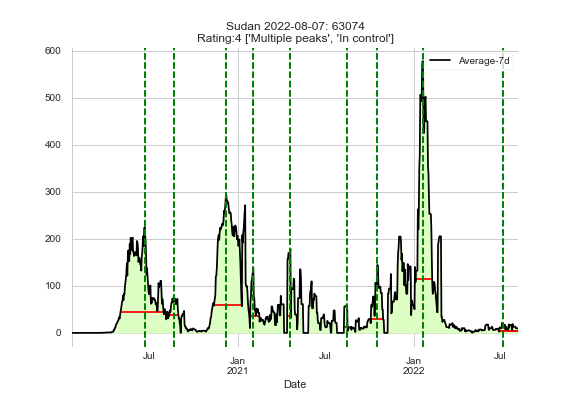 Sudan 2022-08-07: 63074
Rating:4 ['Multiple peaks', 'In control']
Average-7d
600
500
400
300
200
100
0
Jul
Jan
2021
Jul
Jan
2022
Jul
Date